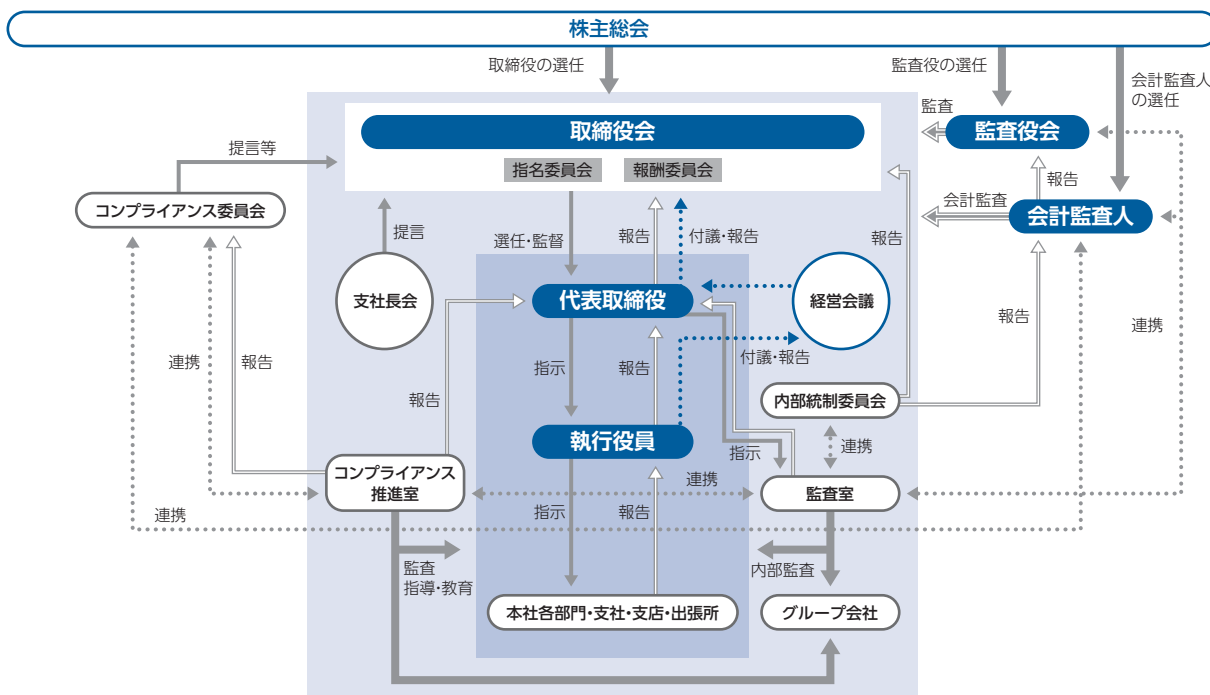 株主総会
取締役の選任
監査役の選任
会計監査人
の選任
監査
取締役会
監査役会
提言等
指名委員会
報酬委員会
報告
コンプライアンス委員会
会計監査
会計監査人
提言
選任・監督
報告
付議・報告
報告
支社長会
代表取締役
経営会議
報告
連携
連携
報告
指示
報告
付議・報告
報告
内部統制委員会
執行役員
指示
連携
コンプライアンス
推進室
連携
監査室
連携
指示
報告
監査
指導・教育
内部監査
本社各部門・支社・支店・出張所
グループ会社